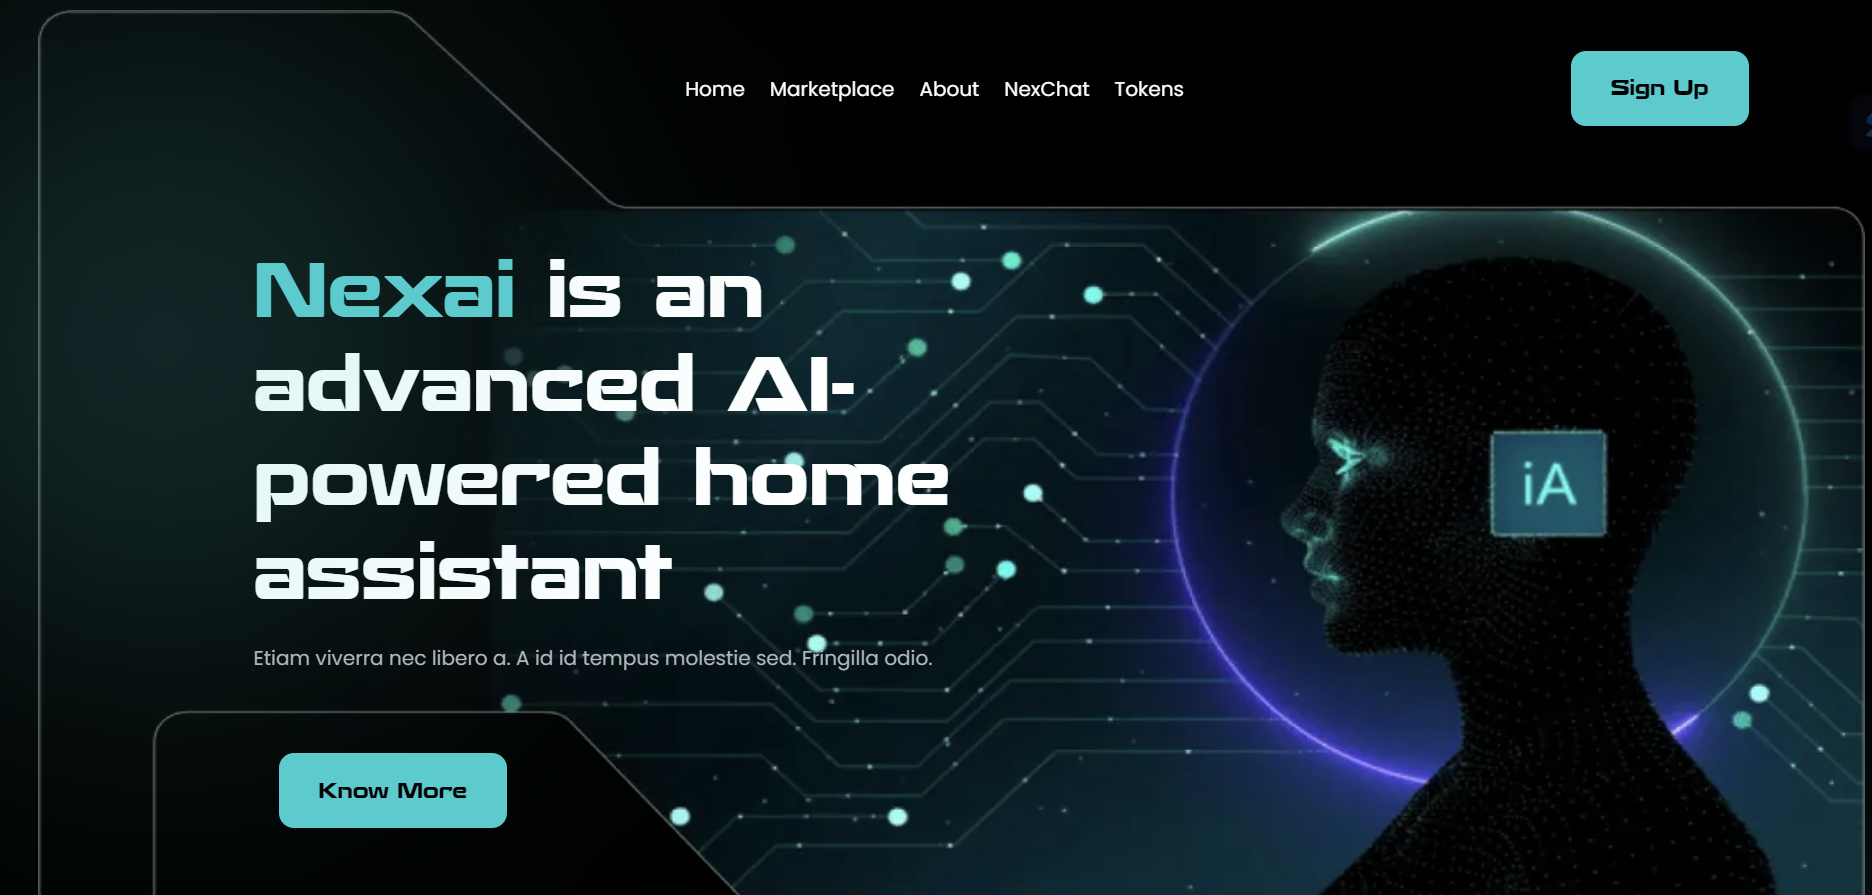 Home Marketplace About NexChat Tokens
Sign Up
Nexai is an
advanced AI-
powered home
assistant
iA
Etiam viverra nec libero a. A id id tempus molestie sed. Fringilla odio.
Know More